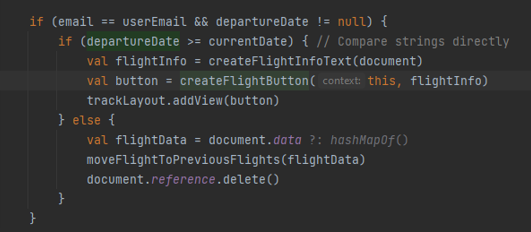 if (email == userEmail && departureDate != null) {
if (departureDate >= currentDate) { // Compare strings directly
val flightInfo = createFlightInfoText(document)
val button = createFlightButton( context: this, flightInfo)
trackLayout.addView(button)
} else {
val flightData = document.data ?: hashMapOf()
moveFlightToPreviousFlights(flightData)
document.reference.delete()
}
}